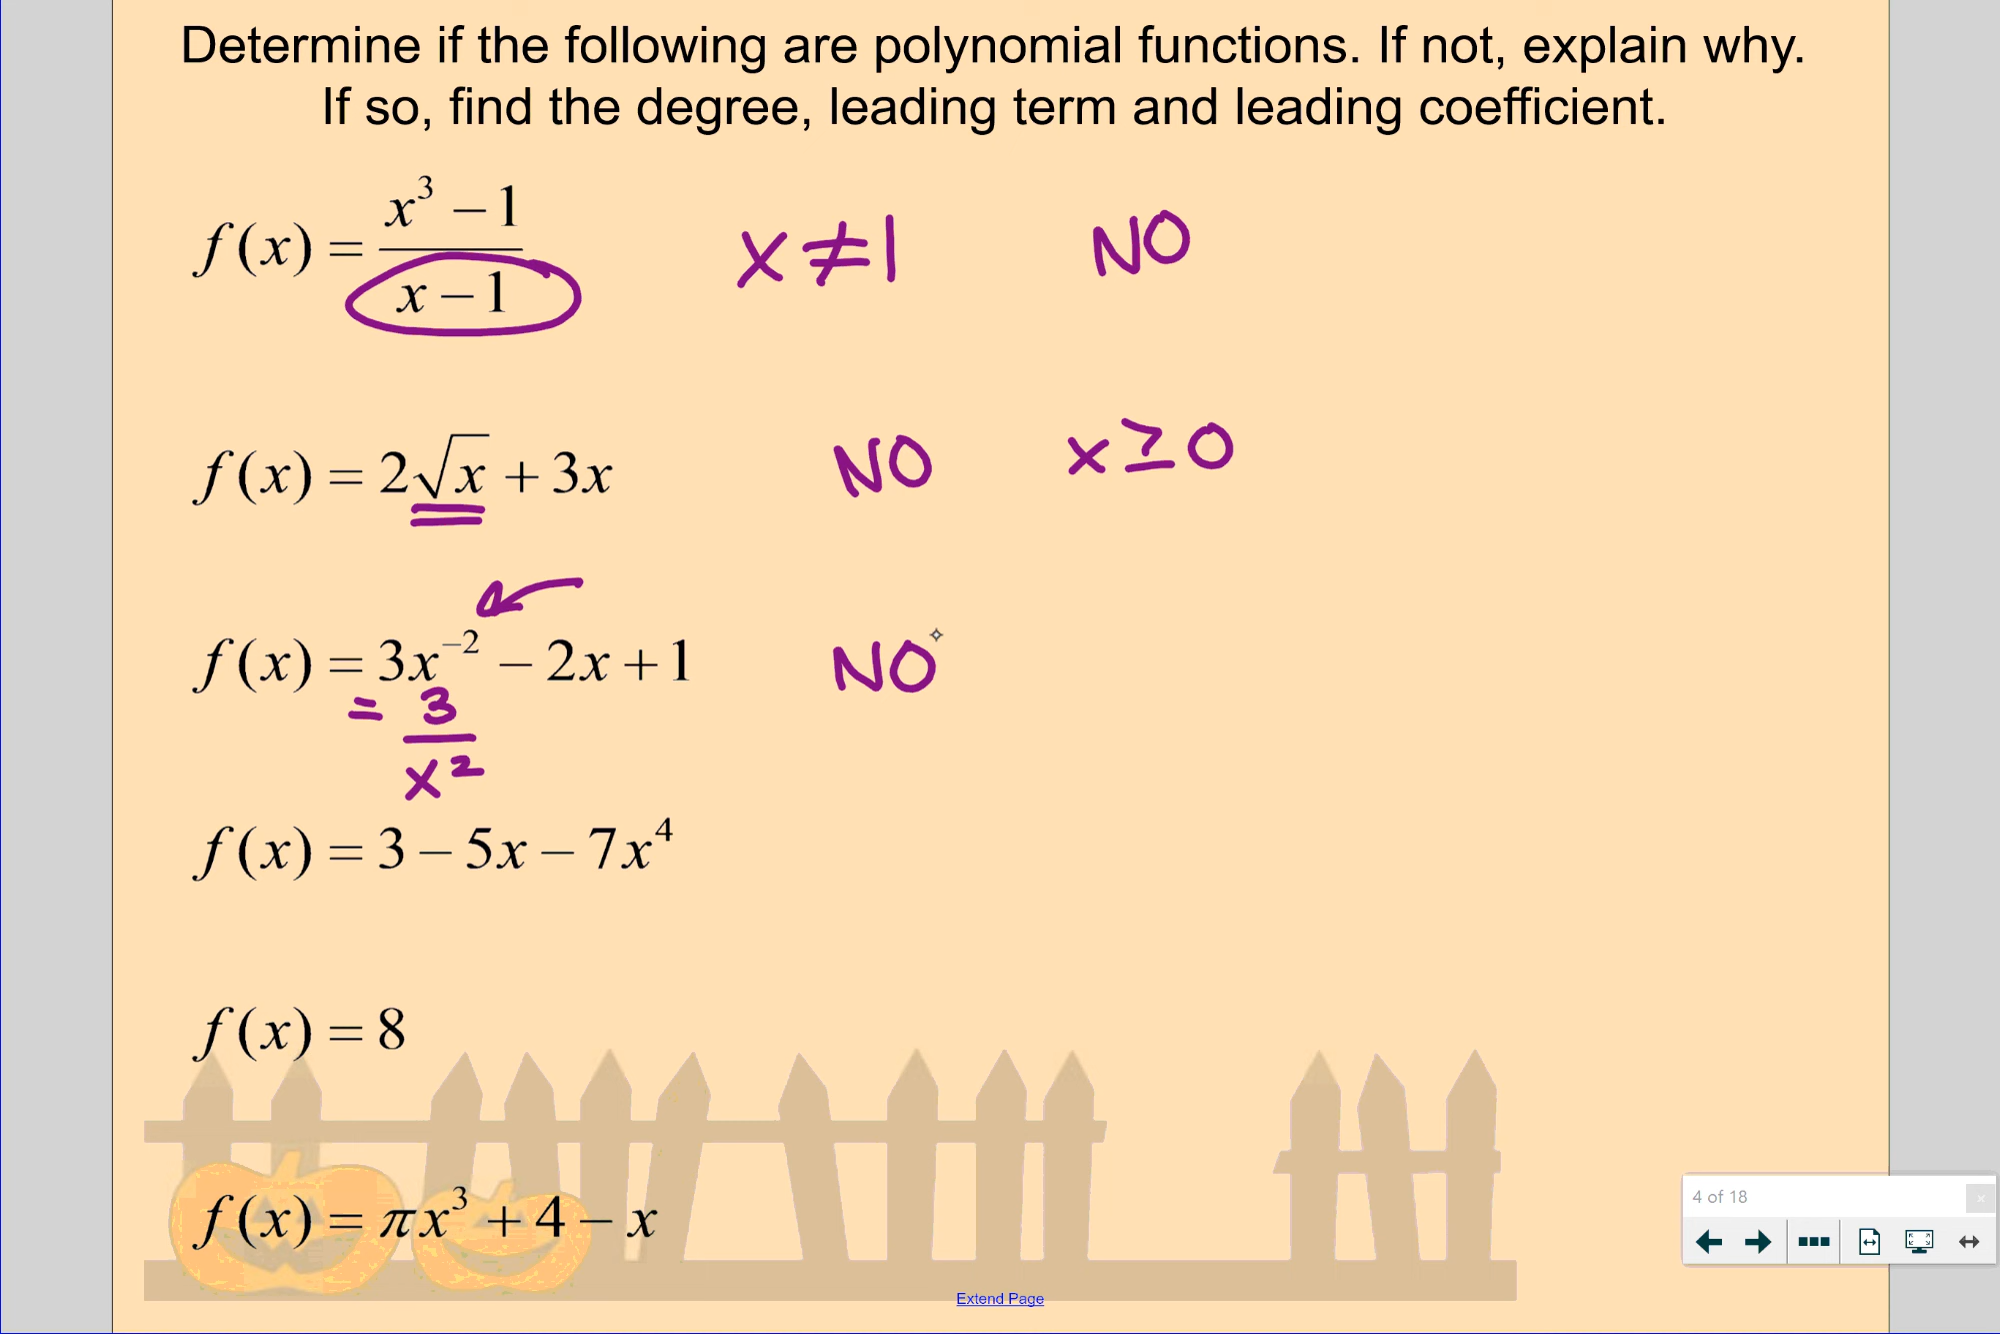 Determine if the following are polynomial functions. If not, explain why.
If so, find the degree, leading term and leading coefficient.
f(x) = (x³ − 1)/(x − 1) x ≠ 1 NO
f(x) = 2√x + 3x NO x ≥ 0
f(x) = 3x⁻² − 2x + 1 NO
= 3/x²
f(x) = 3 − 5x − 7x⁴
f(x) = 8
f(x) = πx³ + 4 − x
4 of 18
Extend Page